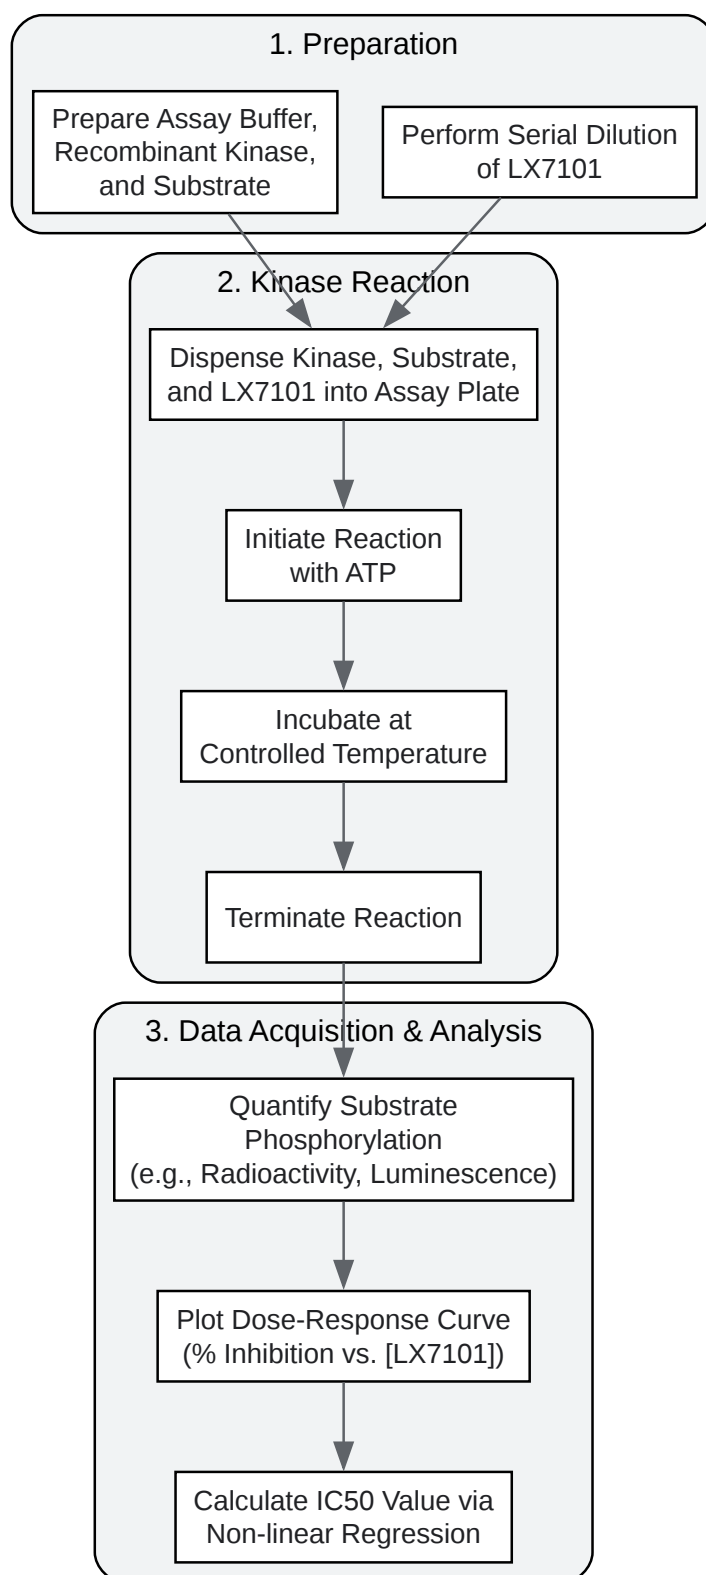 1. Preparation
Prepare Assay Buffer,
Recombinant Kinase,
and Substrate
Perform Serial Dilution
of LX7101
2. Kinase Reaction
Dispense Kinase, Substrate,
and LX7101 into Assay Plate
Initiate Reaction
with ATP
Incubate at
Controlled Temperature
Terminate Reaction
3. Data Acquisition & Analysis
Quantify Substrate
Phosphorylation
(e.g., Radioactivity, Luminescence)
Plot Dose-Response Curve
(% Inhibition vs. [LX7101])
Calculate IC50 Value via
Non-linear Regression